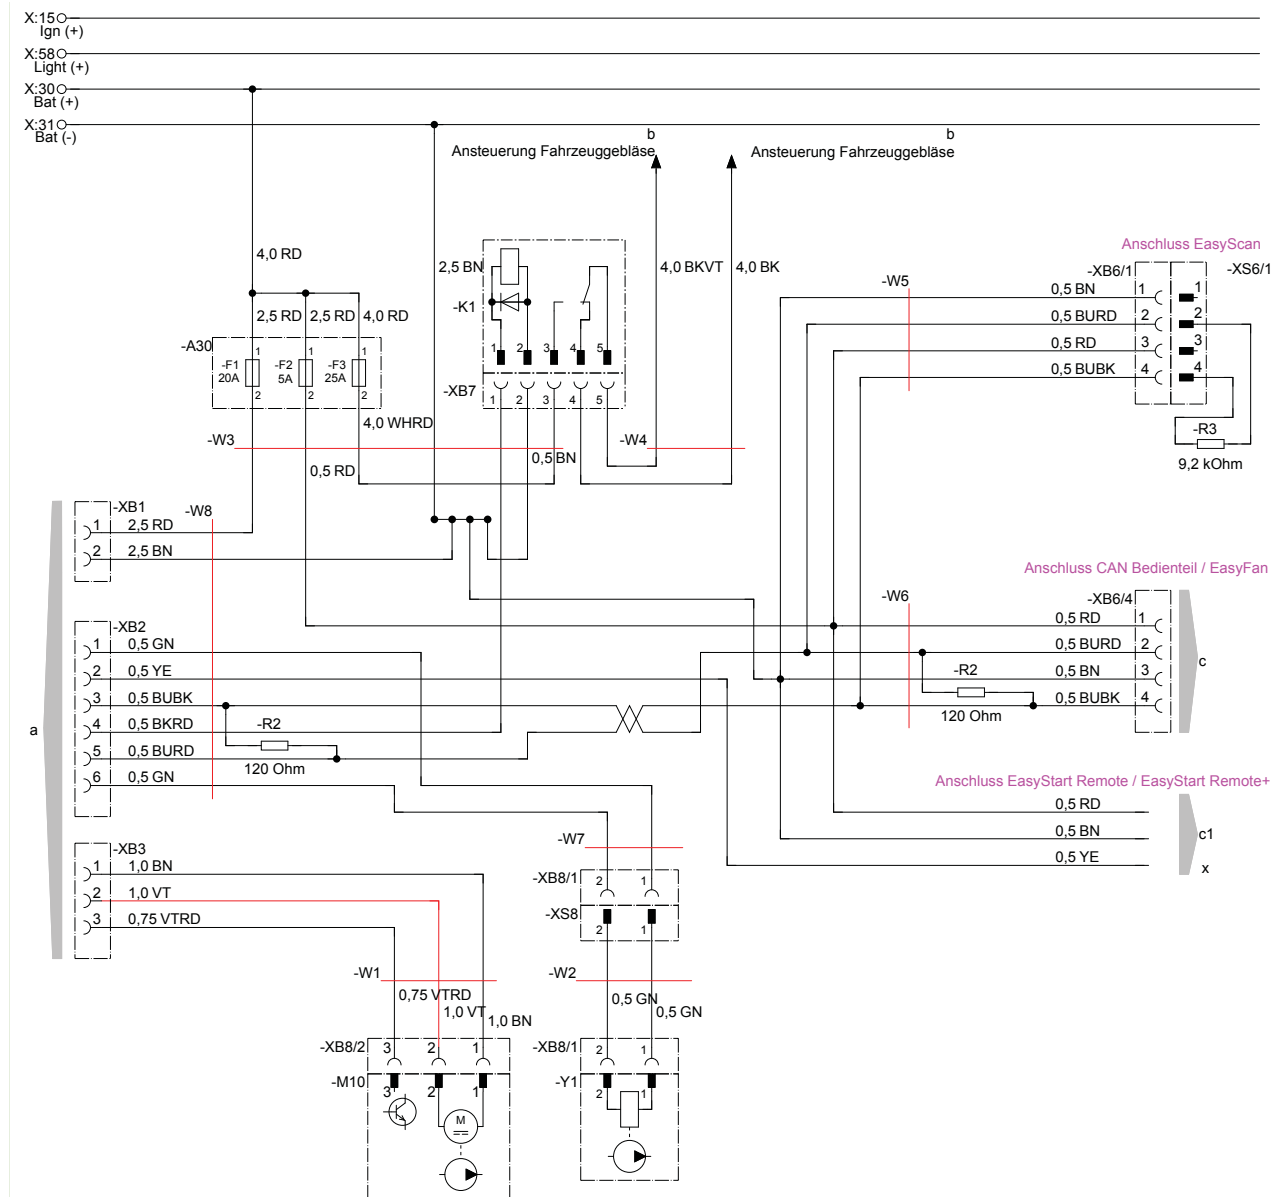 X:15
Ign (+)
X:58
Light (+)
X:30
Bat (+)
X:31
Bat (-)
b
b
Ansteuerung Fahrzeuggebläse
Ansteuerung Fahrzeuggebläse
4,0 RD
2,5 BN
4,0 BKVT
4,0 BK
2,5 RD
2,5 RD
4,0 RD
-A30
-F1
20A
1
2
-F2
5A
1
2
-F3
25A
1
2
4,0 WHRD
-K1
1
2
3
4
5
-XB7
1
2
3
4
5
-W3
-W4
0,5 RD
0,5 BN
Anschluss EasyScan
-XB6/1
-XS6/1
-W5
0,5 BN
1
1
0,5 BURD
2
2
0,5 RD
3
3
0,5 BUBK
4
4
-R3
9,2 kOhm
-XB1
-W8
1
2,5 RD
2
2,5 BN
Anschluss CAN Bedienteil / EasyFan
-W6
-XB6/4
0,5 RD
1
0,5 BURD
2
-R2
0,5 BN
3
0,5 BUBK
4
120 Ohm
c
-XB2
1
0,5 GN
2
0,5 YE
3
0,5 BUBK
4
0,5 BKRD
5
0,5 BURD
6
0,5 GN
-R2
120 Ohm
a
Anschluss EasyStart Remote / EasyStart Remote+
0,5 RD
0,5 BN
0,5 YE
c1
x
-XB3
1
1,0 BN
2
1,0 VT
3
0,75 VTRD
-W7
-XB8/1
2
1
-XS8
2
1
-W1
-W2
0,75 VTRD
1,0 VT
1,0 BN
0,5 GN
0,5 GN
-XB8/2
3
2
1
-M10
3
2
1
M
-XB8/1
2
1
-Y1
2
1